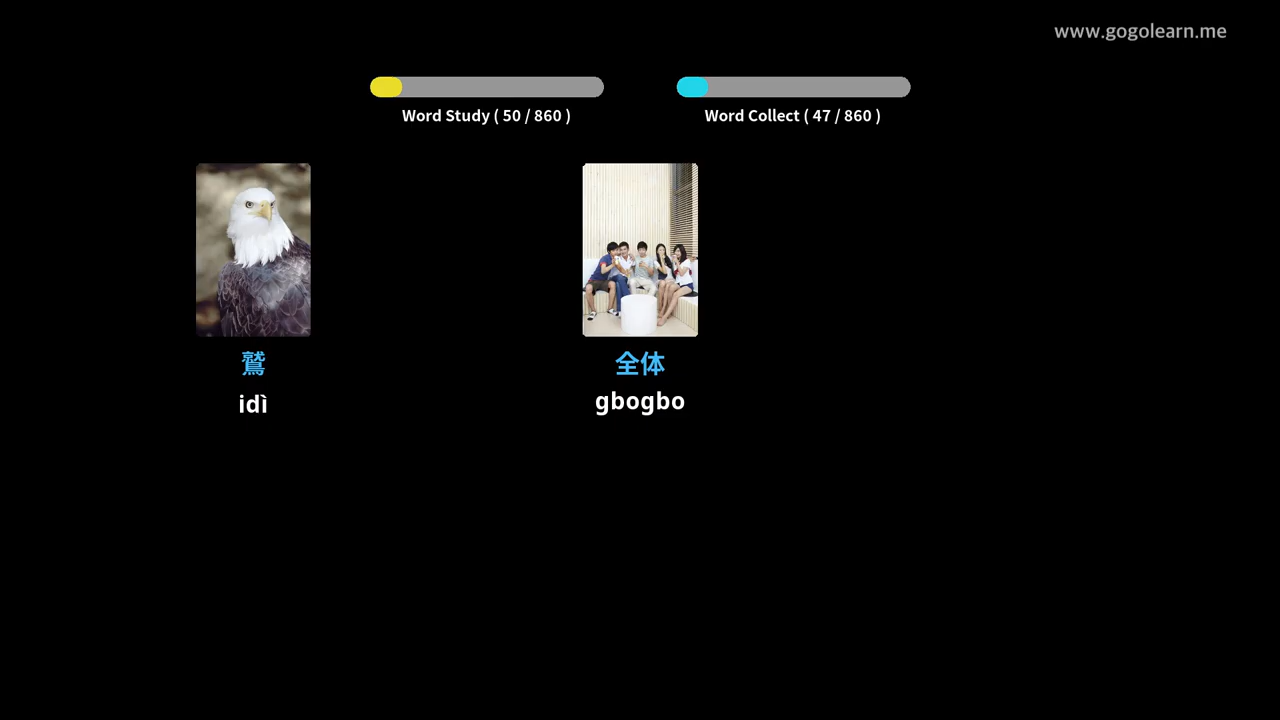 www.gogolearn.me
Word Study ( 50 / 860 )
Word Collect ( 47 / 860 )
鷲
idì
全体
gbogbo